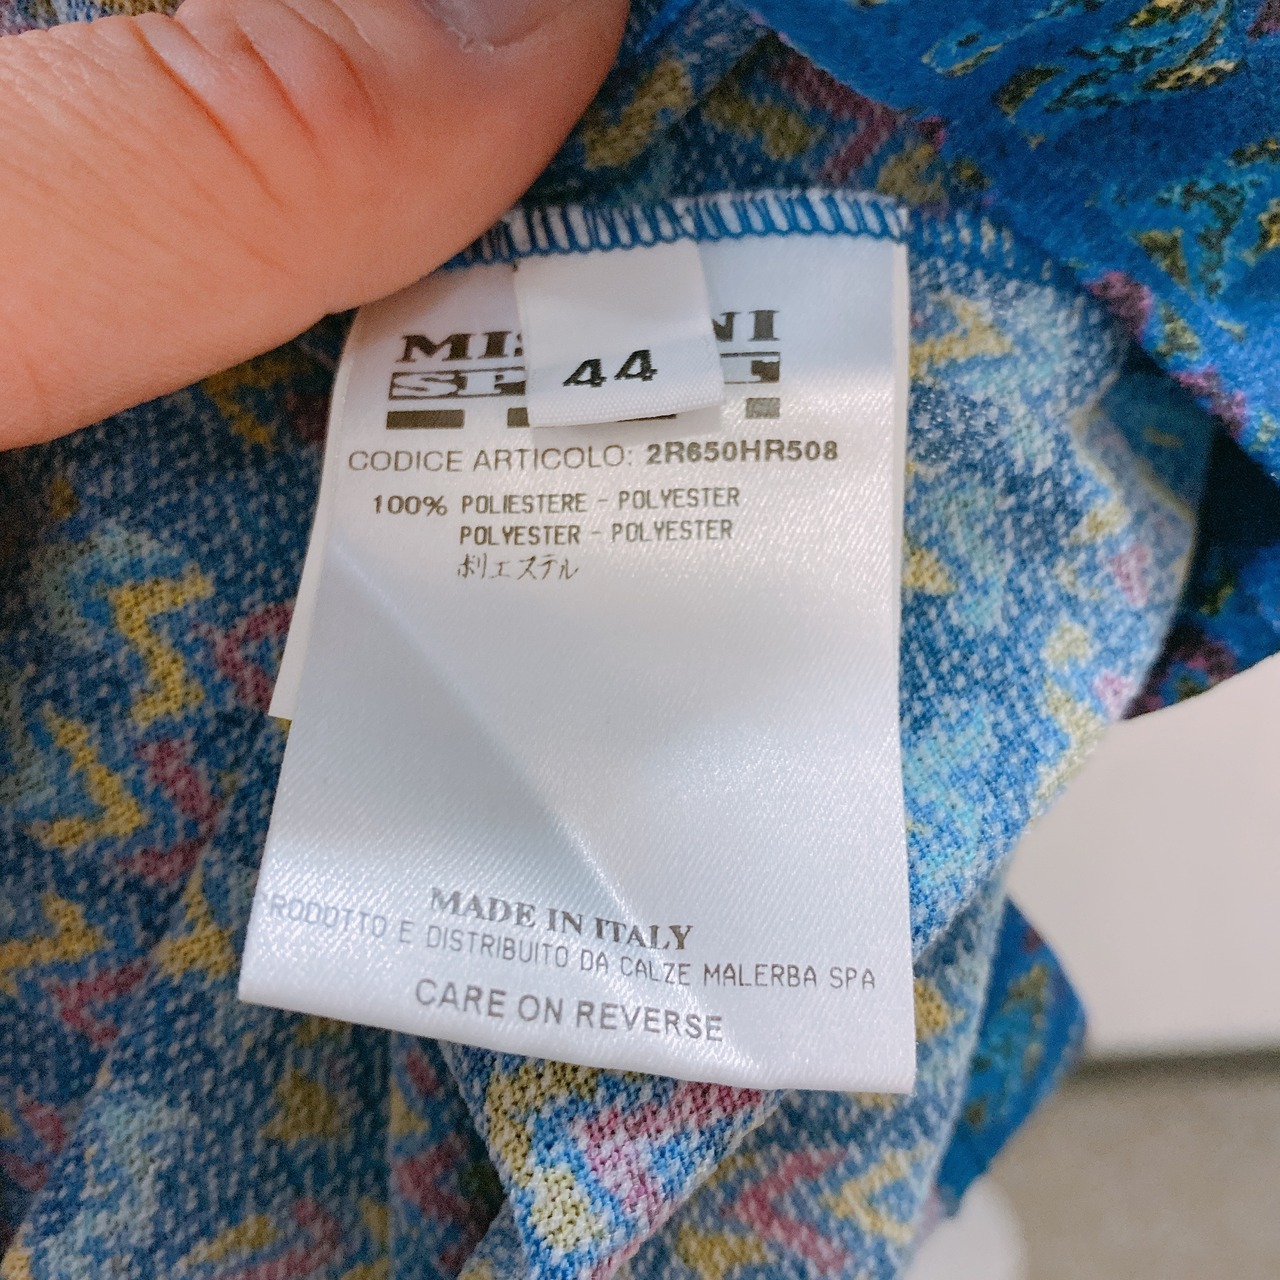 44
CODICE ARTICOLO: 2R650HR508
100% POLIESTERE - POLYESTER
POLYESTER - POLYESTER
ポリエステル
MADE IN ITALY
PRODOTTO E DISTRIBUITO DA CALZE MALERBA SPA
CARE ON REVERSE